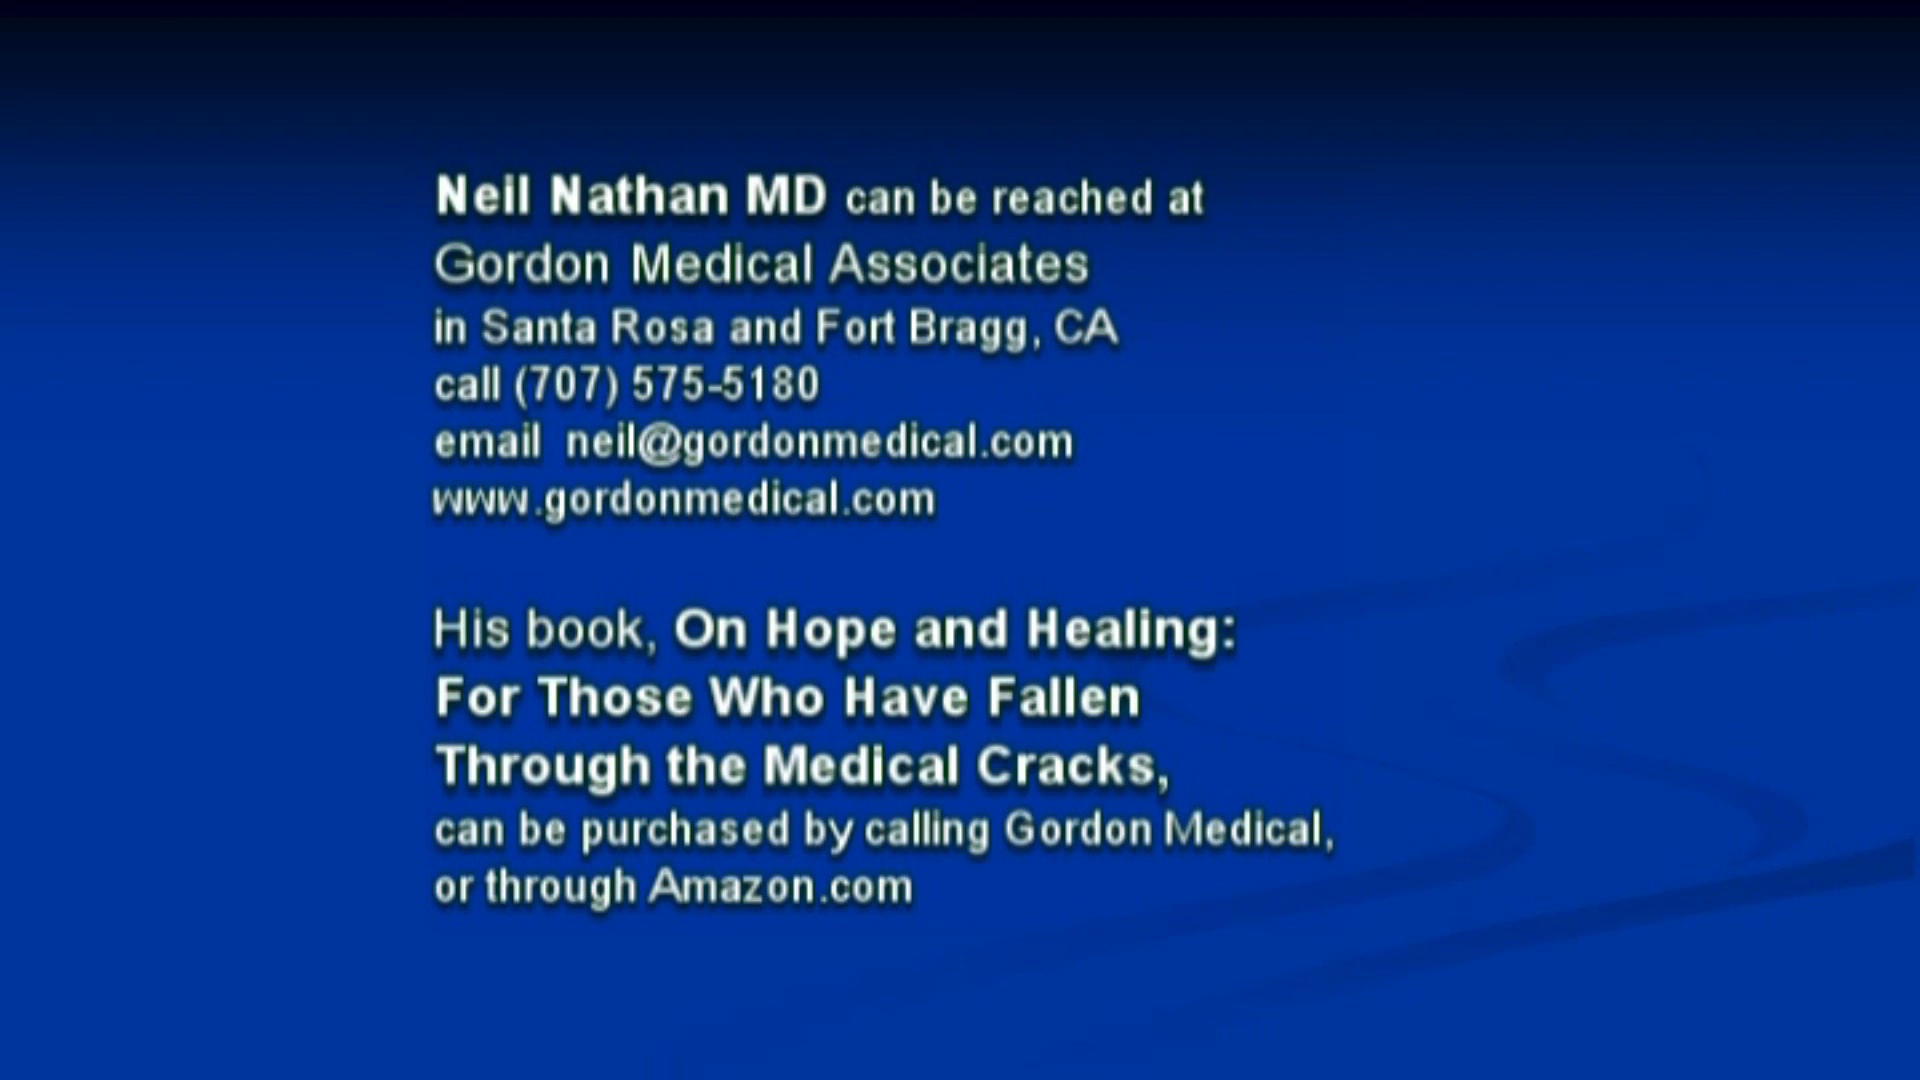 Neil Nathan MD can be reached at
Gordon Medical Associates
in Santa Rosa and Fort Bragg, CA
call (707) 575-5180
email neil@gordonmedical.com
www.gordonmedical.com
His book, On Hope and Healing:
For Those Who Have Fallen
Through the Medical Cracks,
can be purchased by calling Gordon Medical,
or through Amazon.com